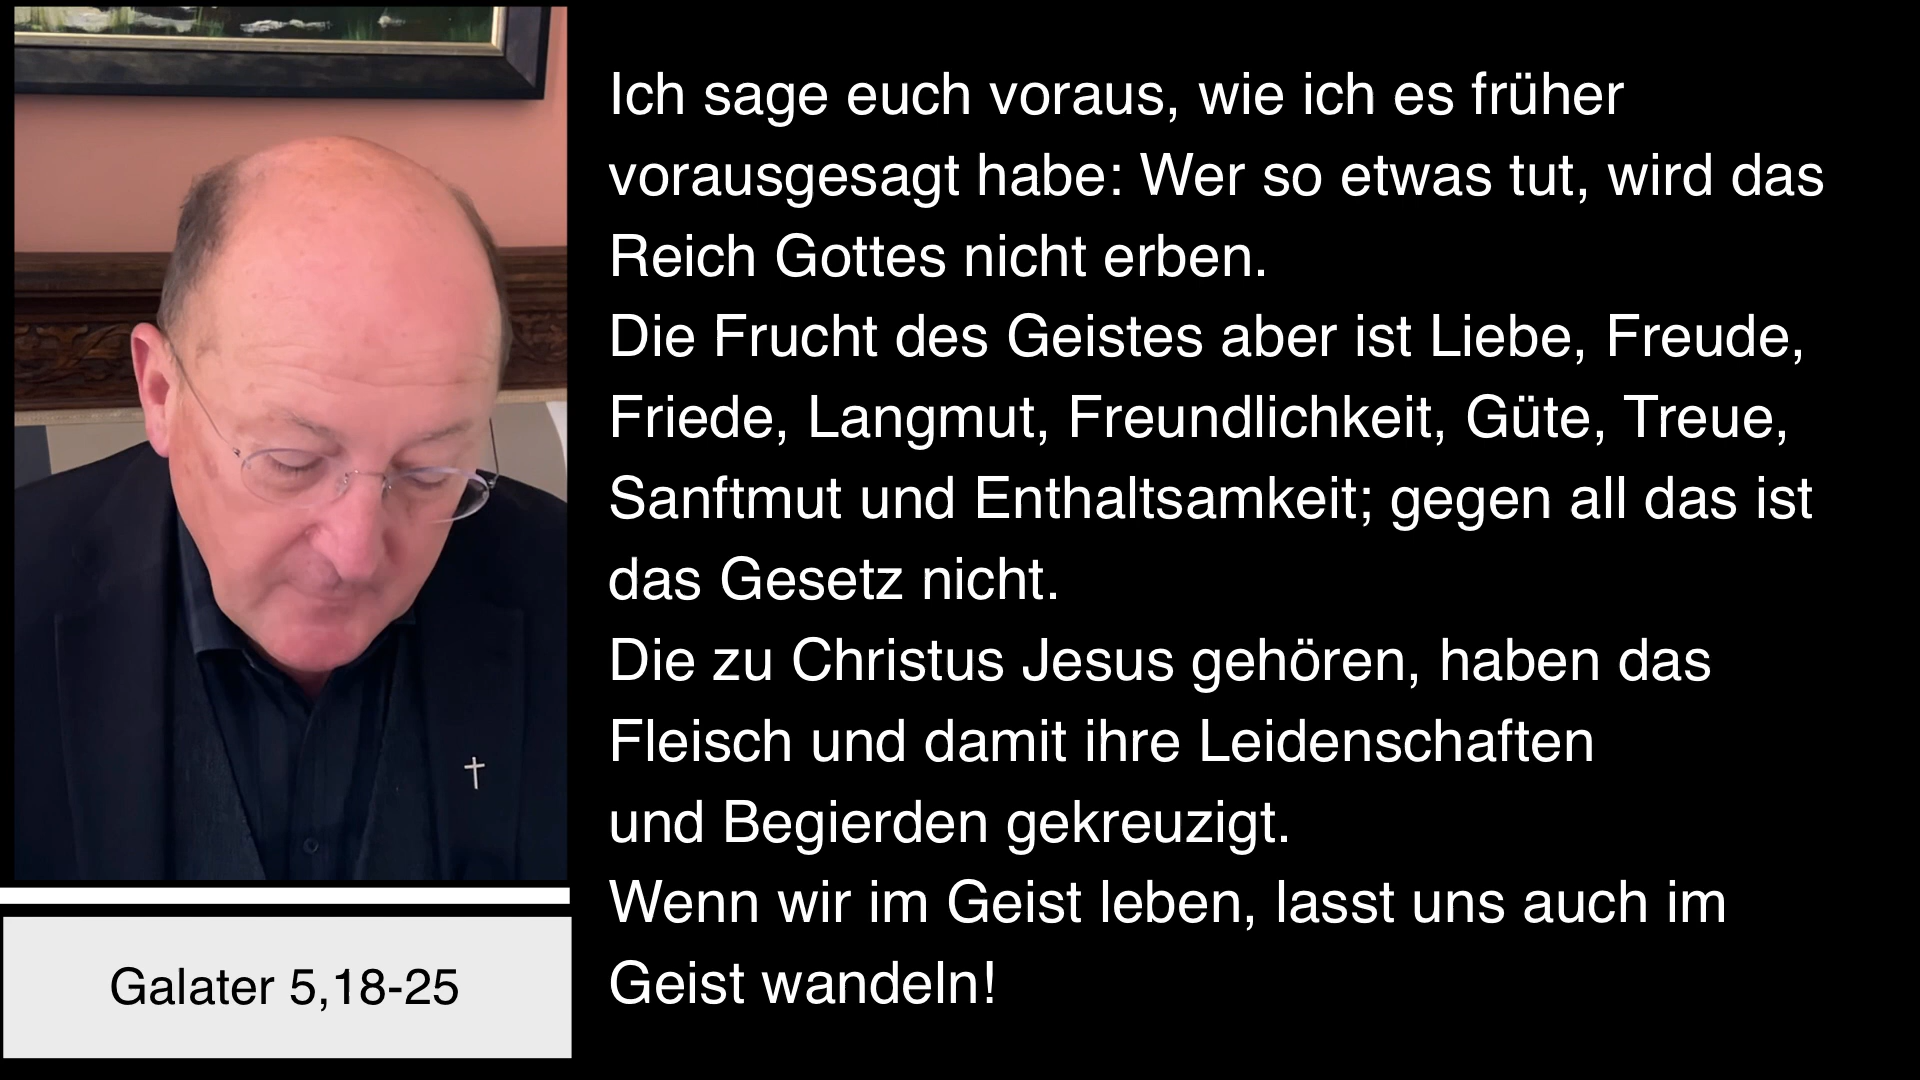 Ich sage euch voraus, wie ich es früher
vorausgesagt habe: Wer so etwas tut, wird das
Reich Gottes nicht erben.
Die Frucht des Geistes aber ist Liebe, Freude,
Friede, Langmut, Freundlichkeit, Güte, Treue,
Sanftmut und Enthaltsamkeit; gegen all das ist
das Gesetz nicht.
Die zu Christus Jesus gehören, haben das
Fleisch und damit ihre Leidenschaften
und Begierden gekreuzigt.
Wenn wir im Geist leben, lasst uns auch im
Geist wandeln!
Galater 5,18-25